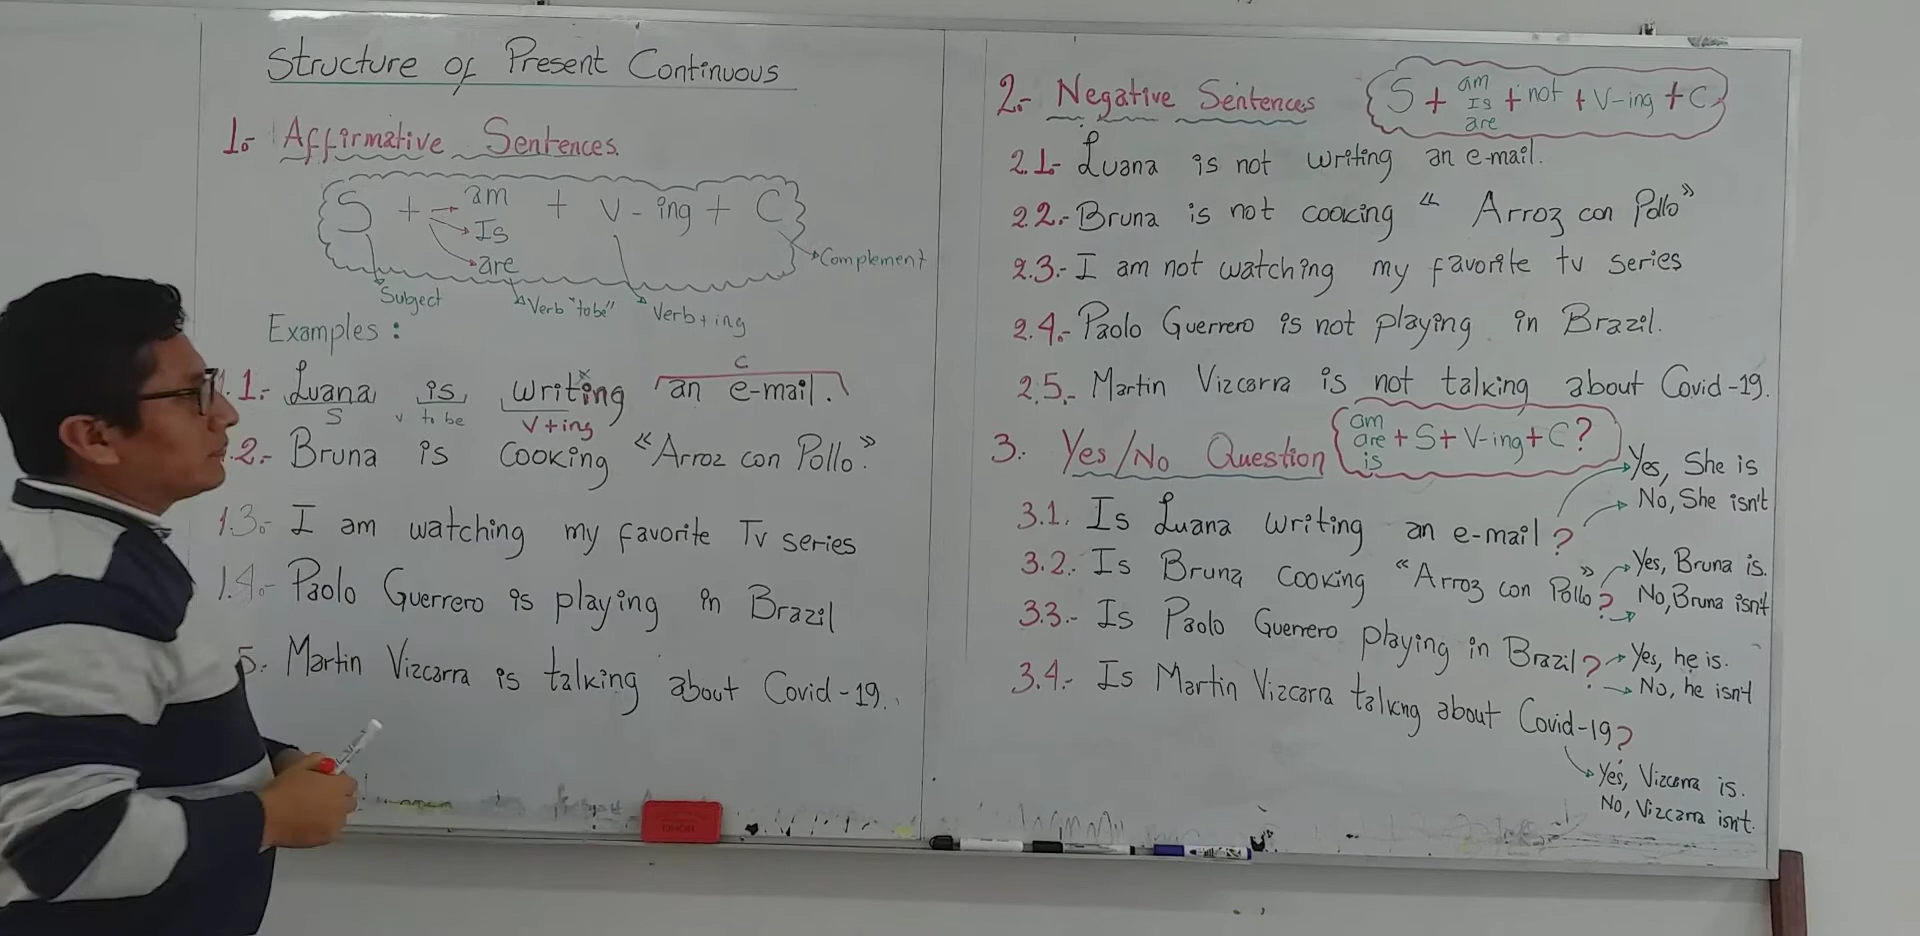 Structure of Present Continuous
1.- Affirmative Sentences.
S + am + V-ing + C
Is
are
Complement
Subject
Verb "to be"
Verb + ing
Examples :
C
.1.- Luana is writing an e-mail.
S v to be V+ing
.2.- Bruna is cooking "Arroz con Pollo".
1.3.- I am watching my favorite Tv series
1.4.- Paolo Guerrero is playing in Brazil
5.- Martin Vizcarra is talking about Covid-19.
2.- Negative Sentences
S + am + not + V-ing + C
Is
are
2.1.- Luana is not writing an e-mail.
2.2.- Bruna is not cooking "Arroz con Pollo"
2.3.- I am not watching my favorite tv series
2.4.- Paolo Guerrero is not playing in Brazil.
2.5.- Martin Vizcarra is not talking about Covid-19.
3. Yes/No Question
am
are + S + V-ing + C?
is
Yes, She is
No, She isn't
3.1. Is Luana writing an e-mail?
3.2. Is Bruna cooking "Arroz con Pollo"?
Yes, Bruna is.
No, Bruna isn't
3.3.- Is Paolo Guerrero playing in Brazil?
Yes, he is.
No, he isn't
3.4.- Is Martin Vizcarra talking about Covid-19?
Yes, Vizcarra is.
No, Vizcarra isn't.